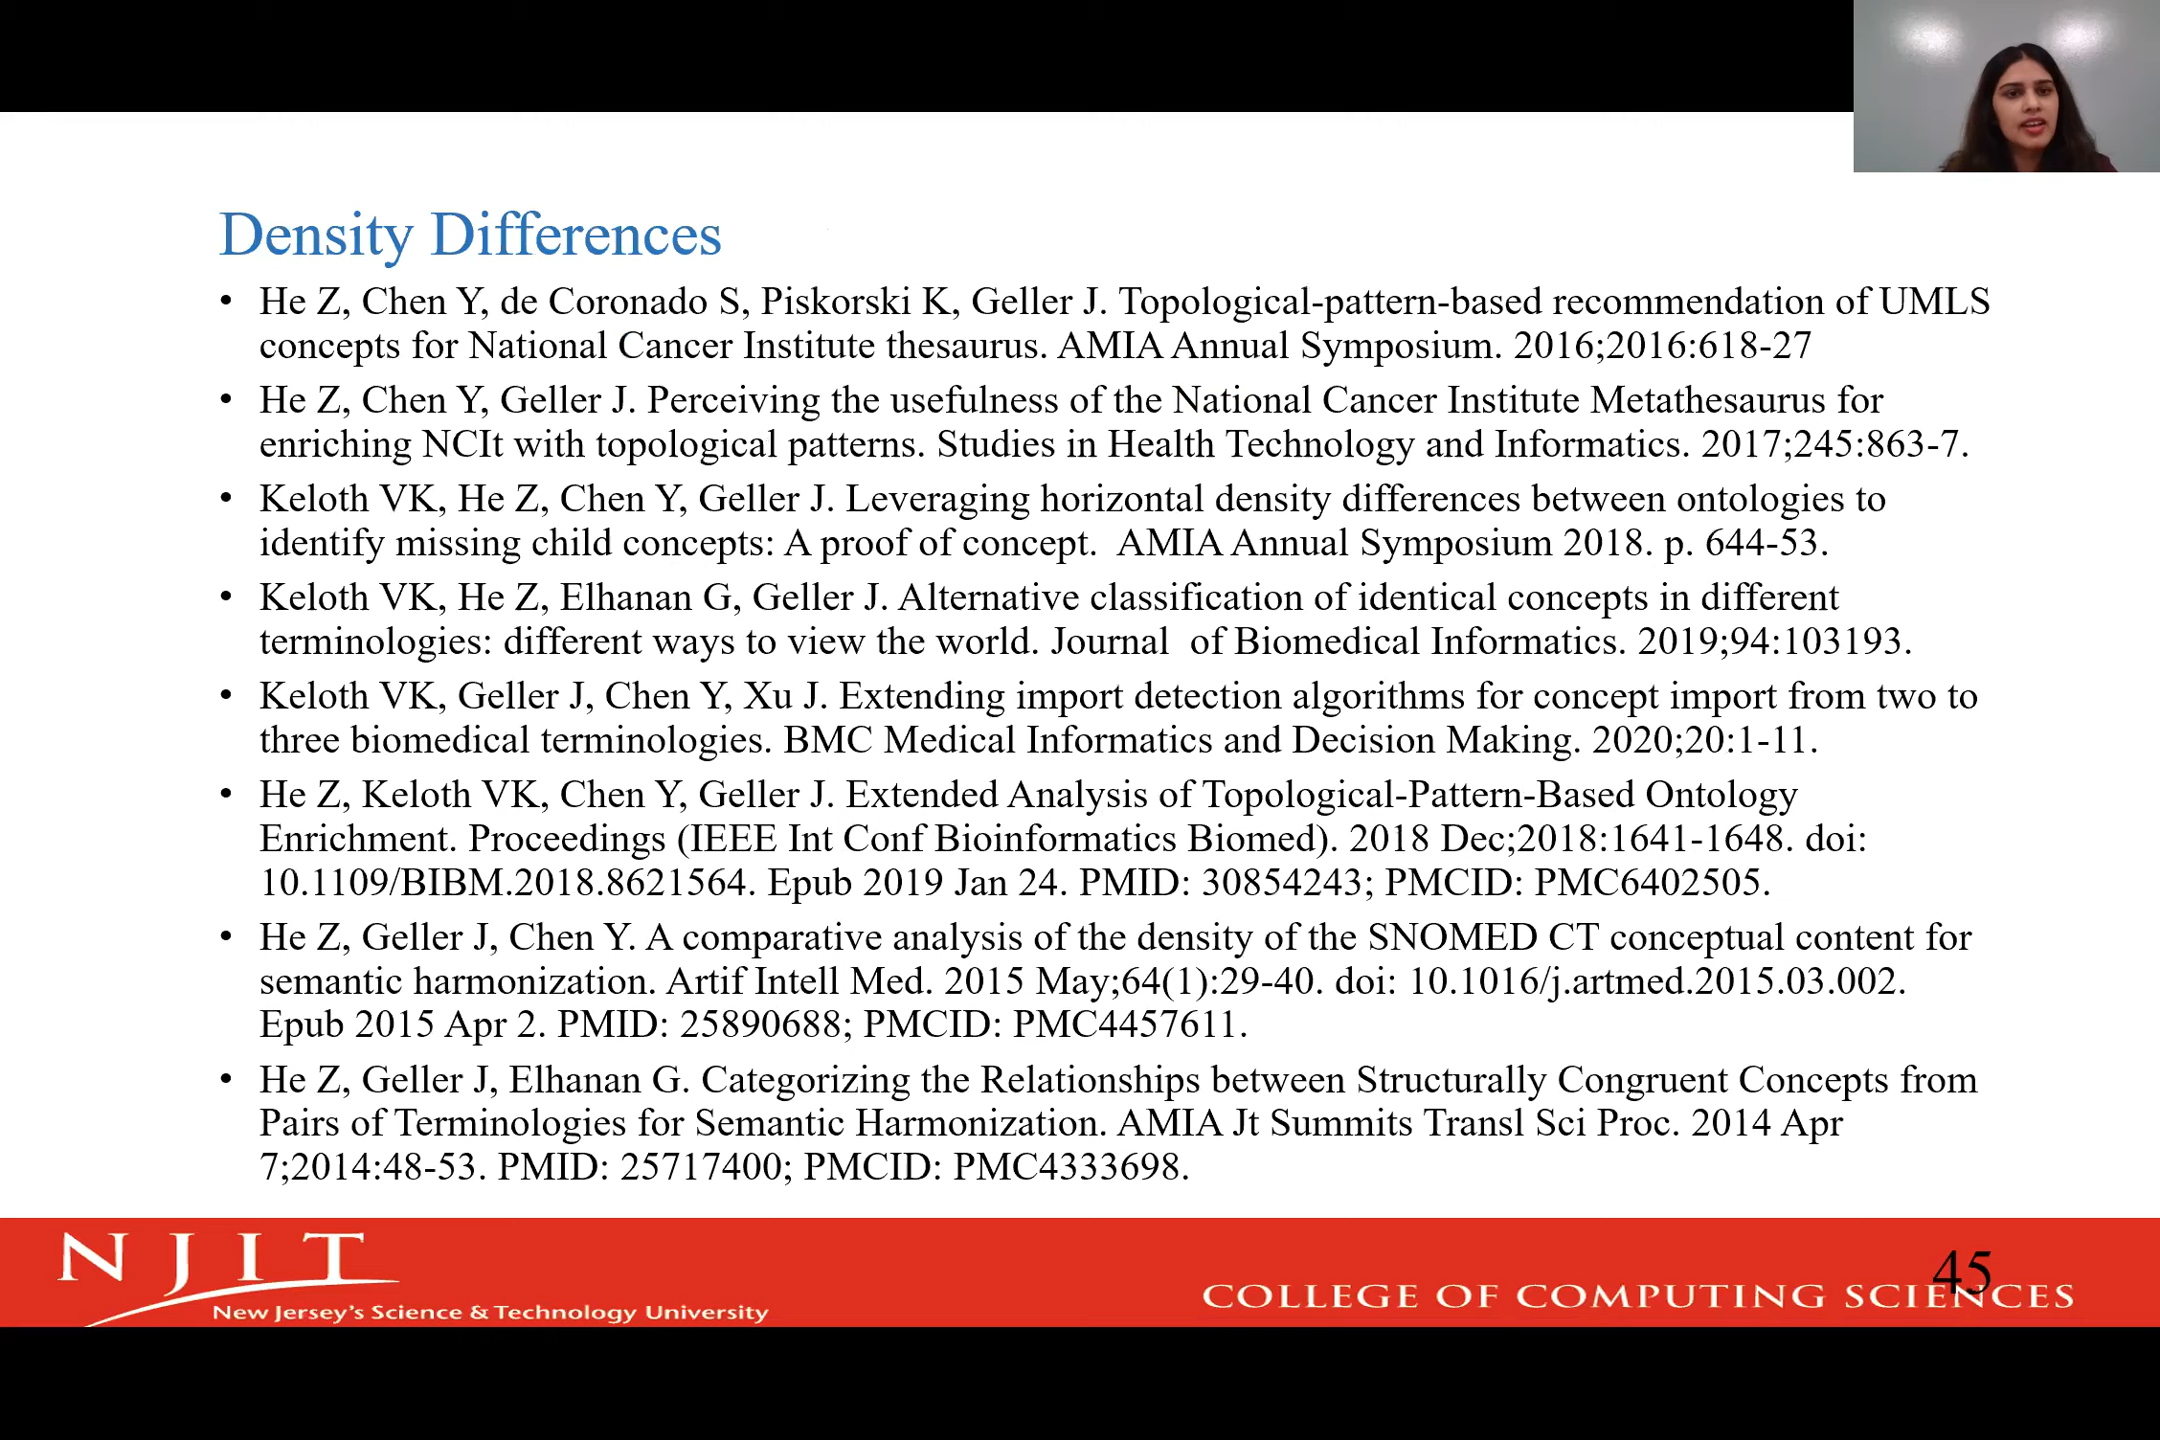 Density Differences
• He Z, Chen Y, de Coronado S, Piskorski K, Geller J. Topological-pattern-based recommendation of UMLS
concepts for National Cancer Institute thesaurus. AMIA Annual Symposium. 2016;2016:618-27
• He Z, Chen Y, Geller J. Perceiving the usefulness of the National Cancer Institute Metathesaurus for
enriching NCIt with topological patterns. Studies in Health Technology and Informatics. 2017;245:863-7.
• Keloth VK, He Z, Chen Y, Geller J. Leveraging horizontal density differences between ontologies to
identify missing child concepts: A proof of concept. AMIA Annual Symposium 2018. p. 644-53.
• Keloth VK, He Z, Elhanan G, Geller J. Alternative classification of identical concepts in different
terminologies: different ways to view the world. Journal of Biomedical Informatics. 2019;94:103193.
• Keloth VK, Geller J, Chen Y, Xu J. Extending import detection algorithms for concept import from two to
three biomedical terminologies. BMC Medical Informatics and Decision Making. 2020;20:1-11.
• He Z, Keloth VK, Chen Y, Geller J. Extended Analysis of Topological-Pattern-Based Ontology
Enrichment. Proceedings (IEEE Int Conf Bioinformatics Biomed). 2018 Dec;2018:1641-1648. doi:
10.1109/BIBM.2018.8621564. Epub 2019 Jan 24. PMID: 30854243; PMCID: PMC6402505.
• He Z, Geller J, Chen Y. A comparative analysis of the density of the SNOMED CT conceptual content for
semantic harmonization. Artif Intell Med. 2015 May;64(1):29-40. doi: 10.1016/j.artmed.2015.03.002.
Epub 2015 Apr 2. PMID: 25890688; PMCID: PMC4457611.
• He Z, Geller J, Elhanan G. Categorizing the Relationships between Structurally Congruent Concepts from
Pairs of Terminologies for Semantic Harmonization. AMIA Jt Summits Transl Sci Proc. 2014 Apr
7;2014:48-53. PMID: 25717400; PMCID: PMC4333698.
NJIT
New Jersey's Science & Technology University
45
COLLEGE OF COMPUTING SCIENCES